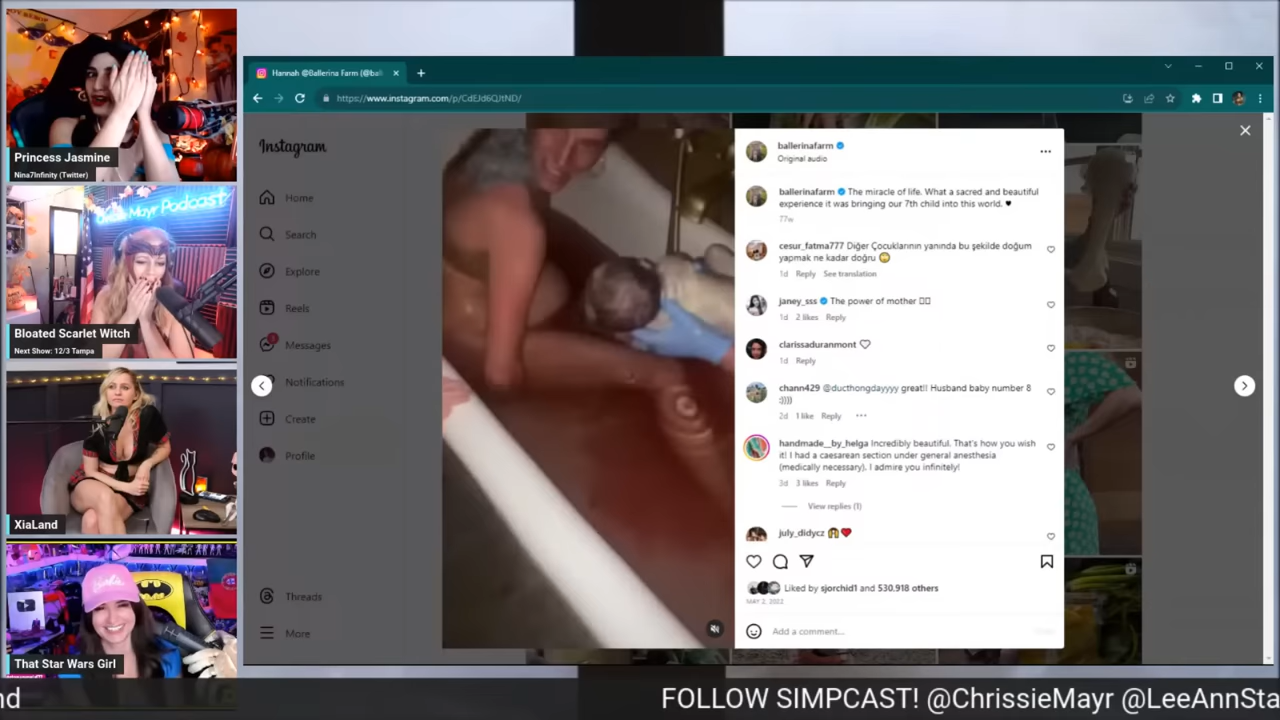 Princess Jasmine
Nina7Infinity (Twitter)
Bloated Scarlet Witch
Next Show: 12/3 Tampa
XiaLand
That Star Wars Girl
Hannah @Ballerina Farm (@bal
https://www.instagram.com/p/CdEJd6QJtND/
Instagram
Home
Search
Explore
Reels
Messages
Notifications
Create
Profile
Threads
More
ballerinafarm
Original audio
ballerinafarm The miracle of life. What a sacred and beautiful
experience it was bringing our 7th child into this world. ♥
77w
cesur_fatma777 Diğer Çocuklarının yanında bu şekilde doğum
yapmak ne kadar doğru 🙄
1d Reply See translation
janey_sss The power of mother
1d 2 likes Reply
clarissaduranmont ♡
1d Reply
chann429 @ducthongdayyyy great!! Husband baby number 8
:))))
2d 1 like Reply
handmade__by_helga Incredibly beautiful. That's how you wish
it! I had a caesarean section under general anesthesia
(medically necessary). I admire you infinitely!
3d 3 likes Reply
View replies (1)
july_didycz
Liked by sjorchid1 and 530,918 others
MAY 2, 2022
Add a comment...
nd
FOLLOW SIMPCAST! @ChrissieMayr @LeeAnnSta